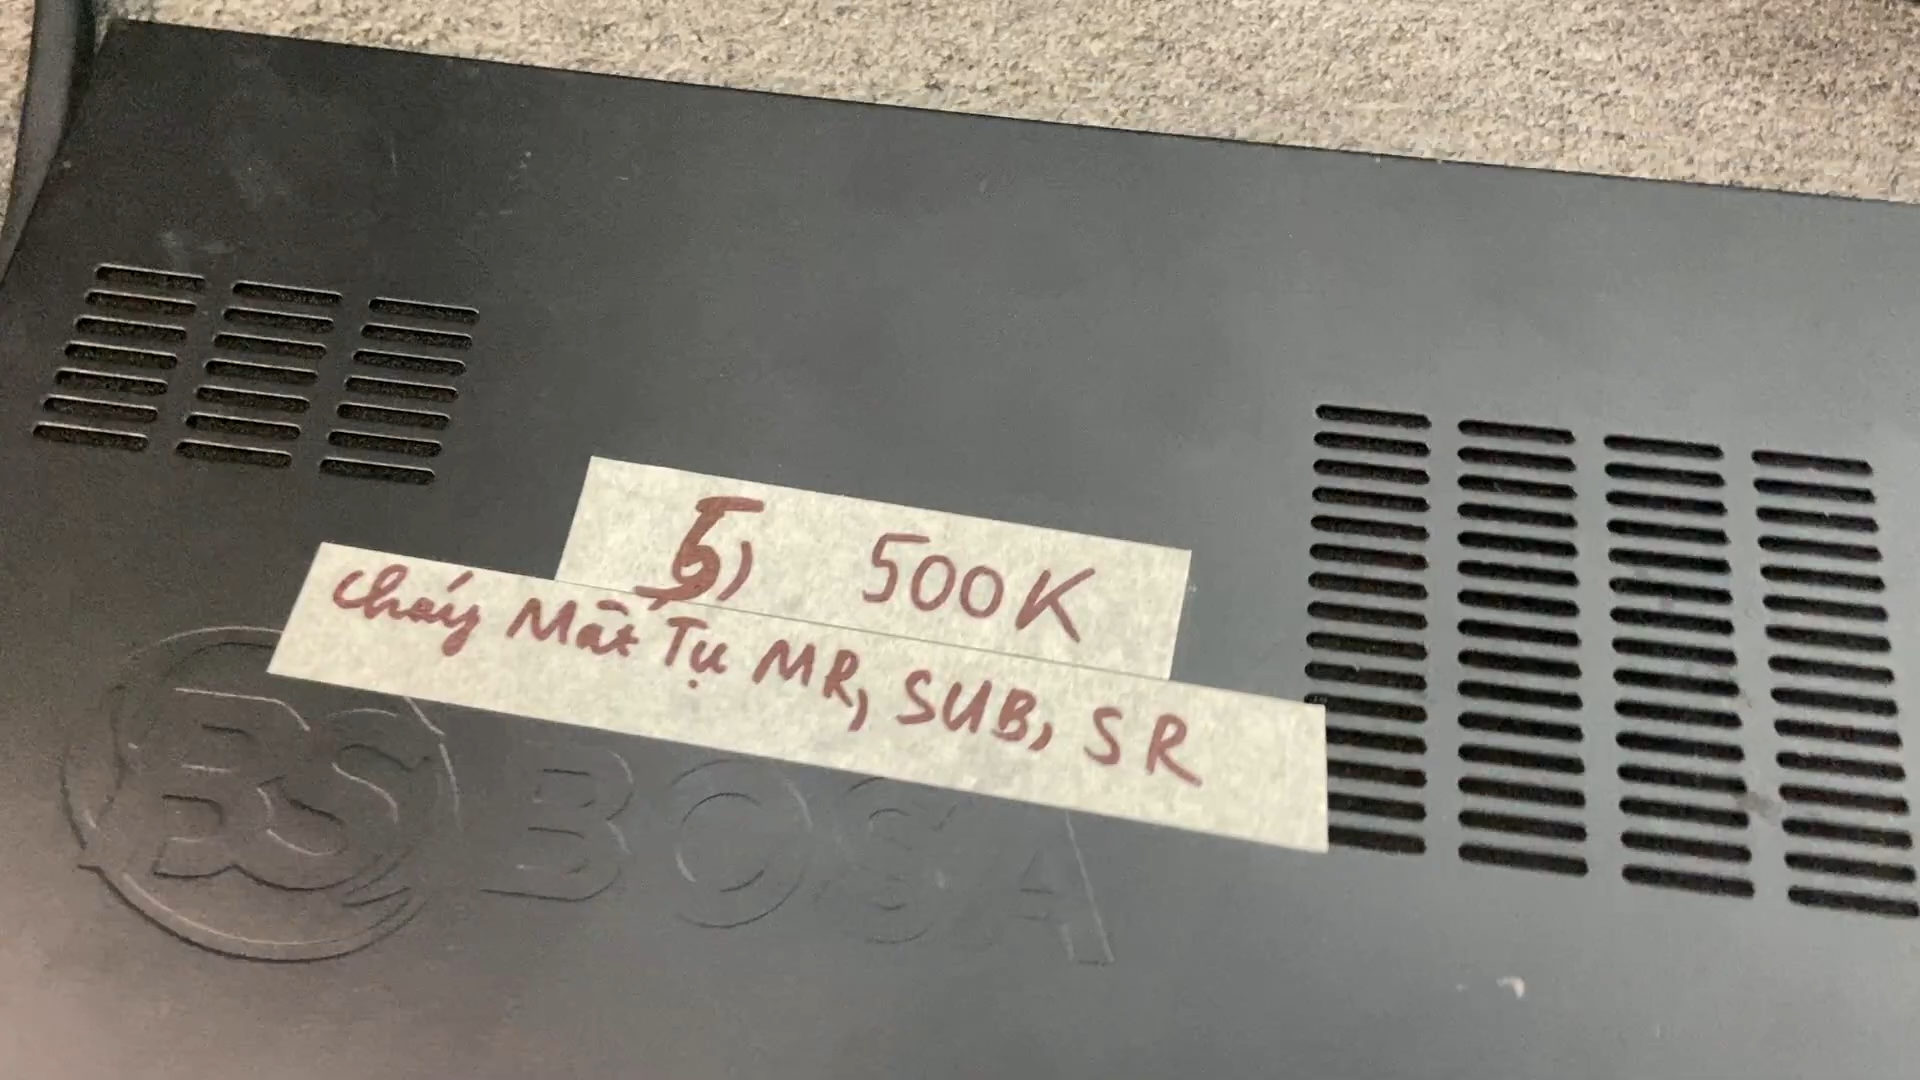 5) 500K
cháy Mất Tụ MR, SUB, SR
BS BOSA